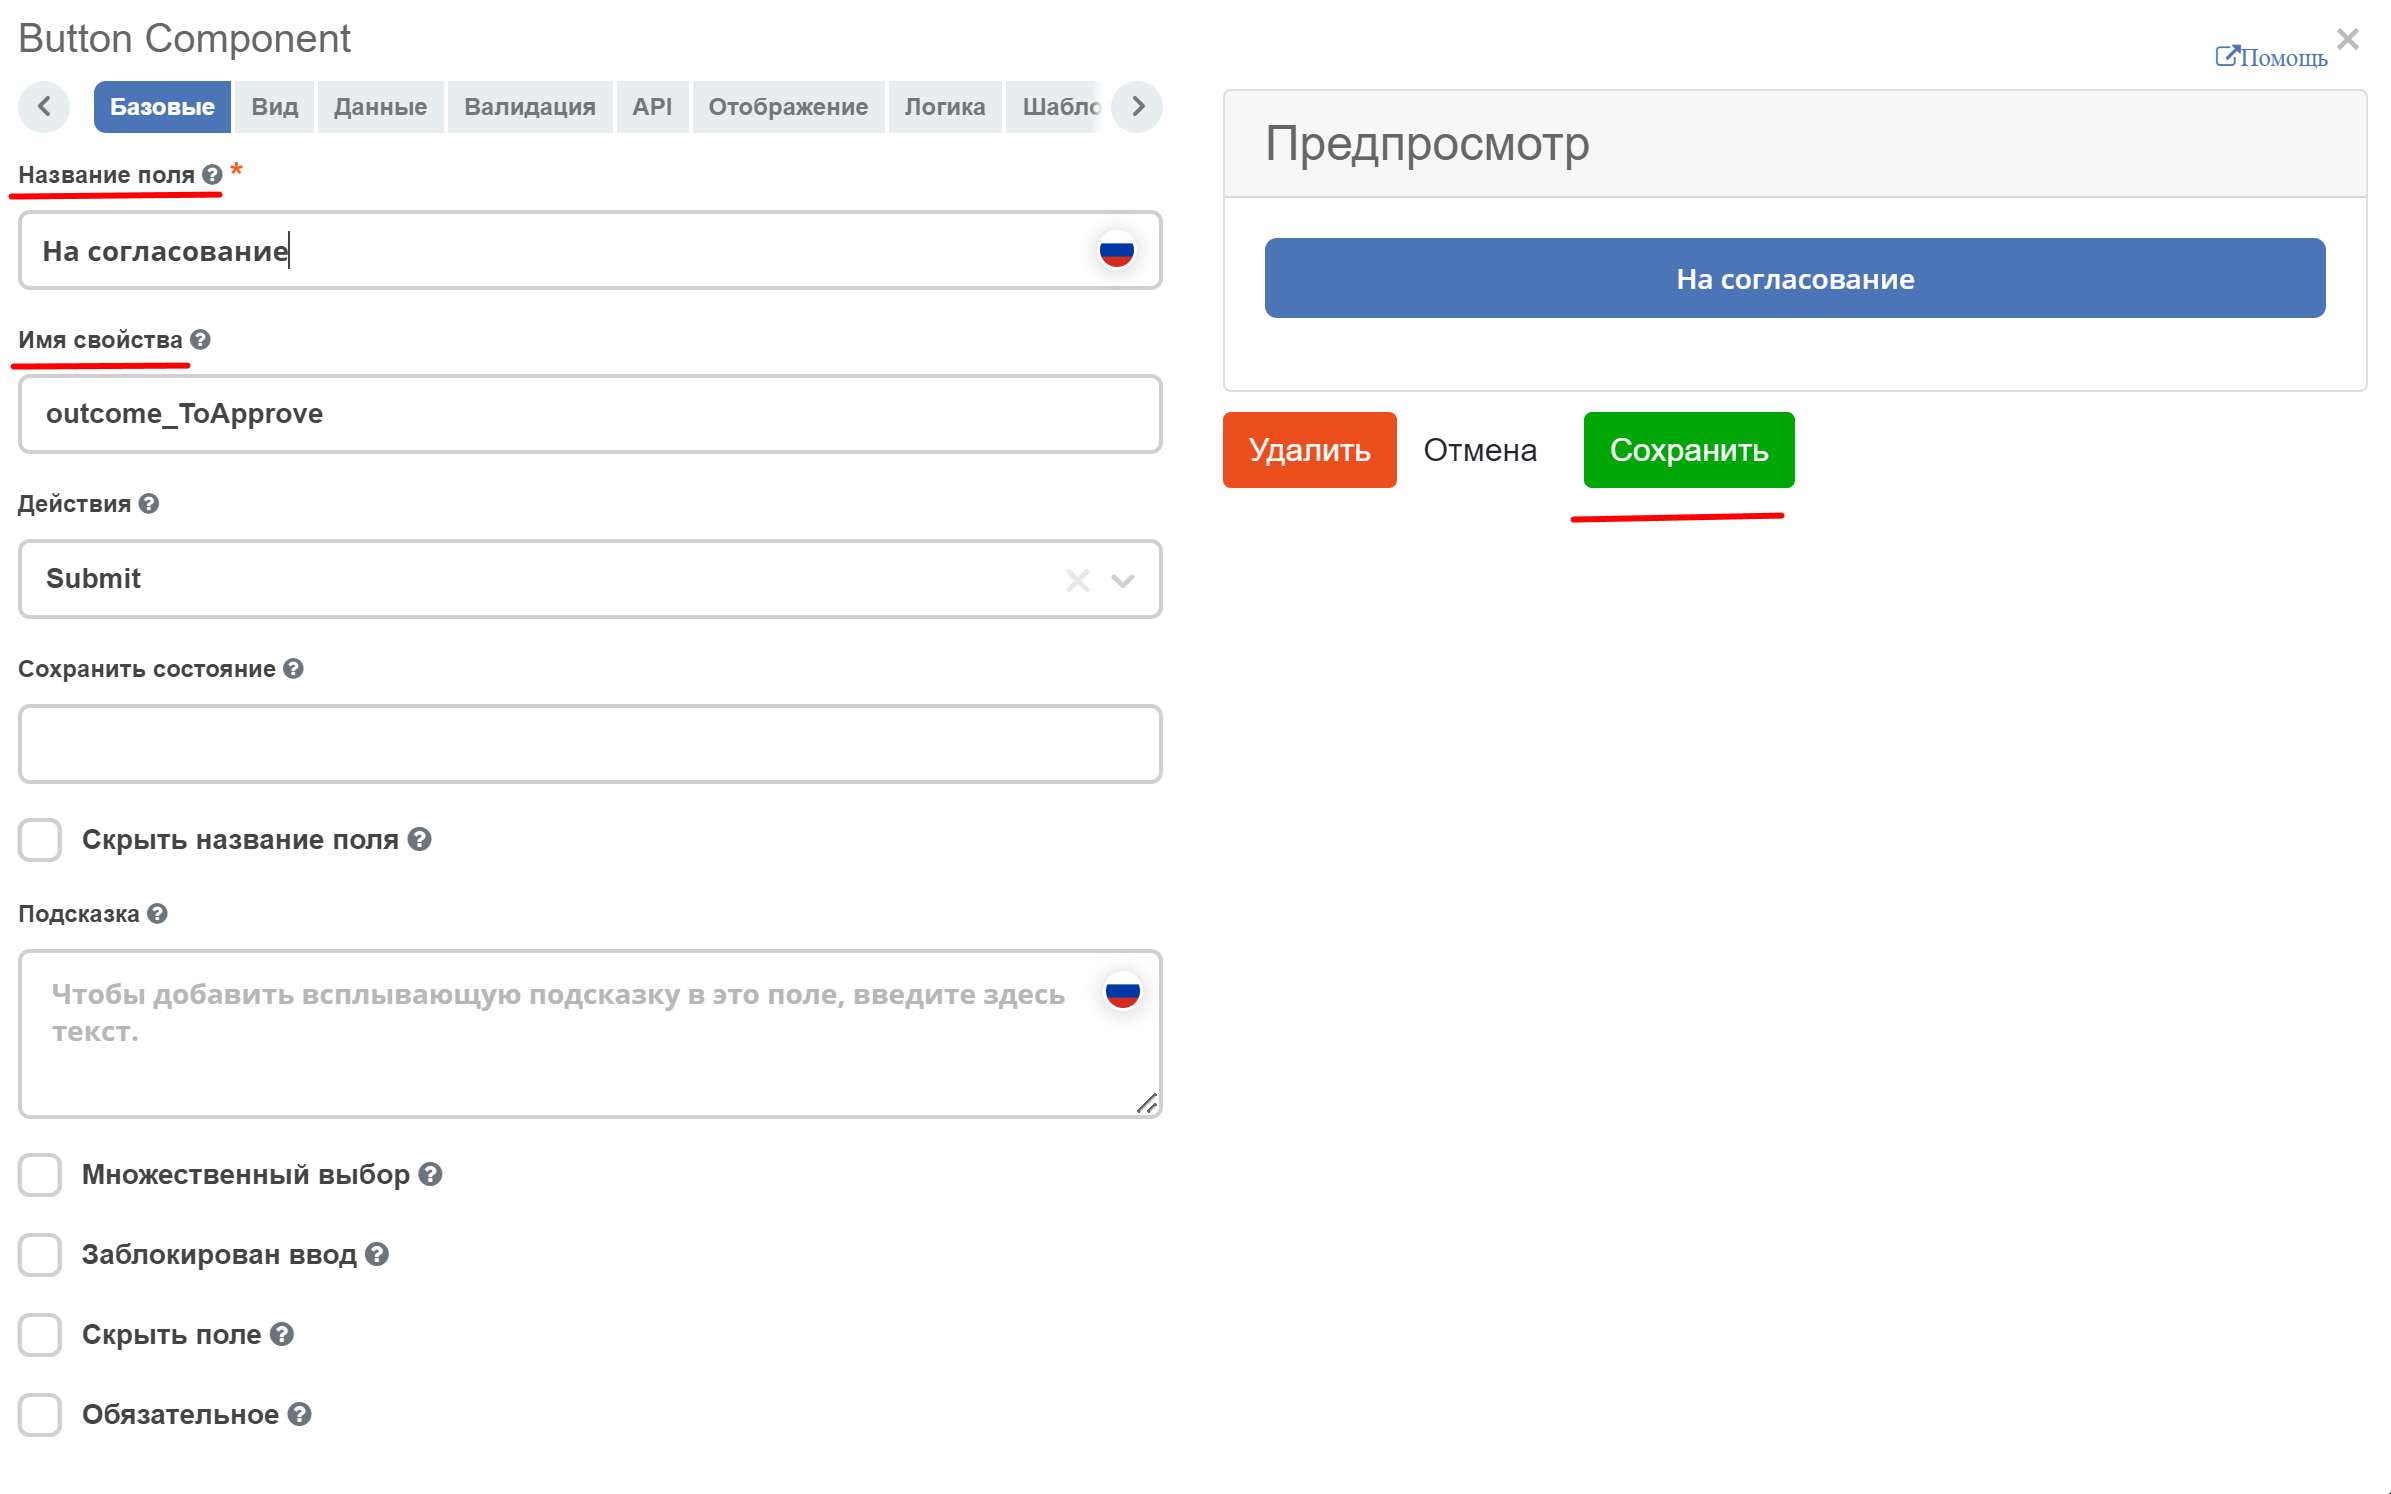 Button Component
Помощь
Базовые
Вид
Данные
Валидация
API
Отображение
Логика
Шабло
Название поля *
На согласование
Имя свойства
outcome_ToApprove
Действия
Submit
Сохранить состояние
Скрыть название поля
Подсказка
Чтобы добавить всплывающую подсказку в это поле, введите здесь
текст.
Множественный выбор
Заблокирован ввод
Скрыть поле
Обязательное
Предпросмотр
На согласование
Удалить
Отмена
Сохранить